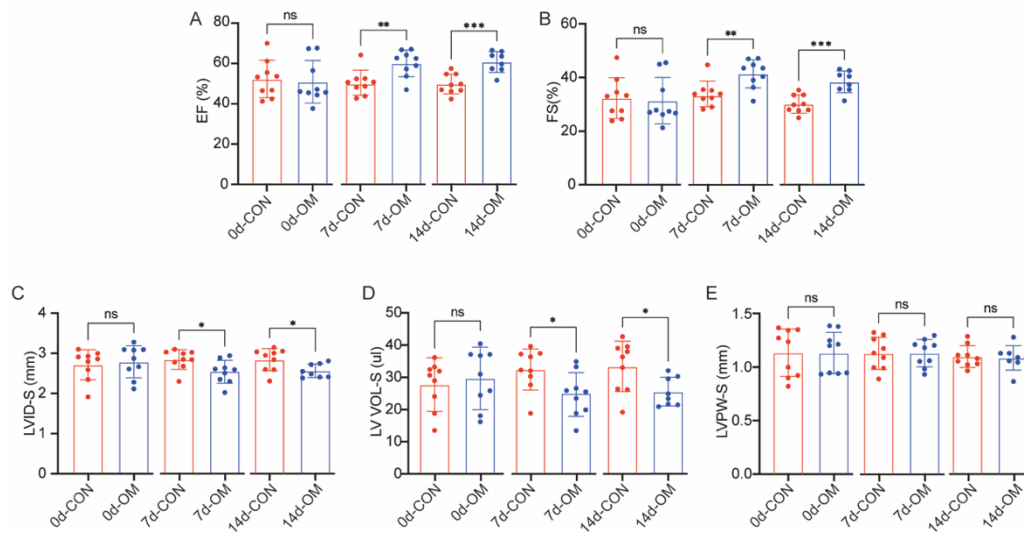 A
EF (%)
80
60
40
20
0
ns
**
***
0d-CON
0d-OM
7d-CON
7d-OM
14d-CON
14d-OM
B
FS(%)
60
40
20
0
ns
**
***
0d-CON
0d-OM
7d-CON
7d-OM
14d-CON
14d-OM
C
LVID-S (mm)
4
3
2
1
0
ns
*
*
0d-CON
0d-OM
7d-CON
7d-OM
14d-CON
14d-OM
D
LV VOL-S (ul)
50
40
30
20
10
0
ns
*
*
0d-CON
0d-OM
7d-CON
7d-OM
14d-CON
14d-OM
E
LVPW-S (mm)
1.5
1.0
0.5
0.0
ns
ns
ns
0d-CON
0d-OM
7d-CON
7d-OM
14d-CON
14d-OM